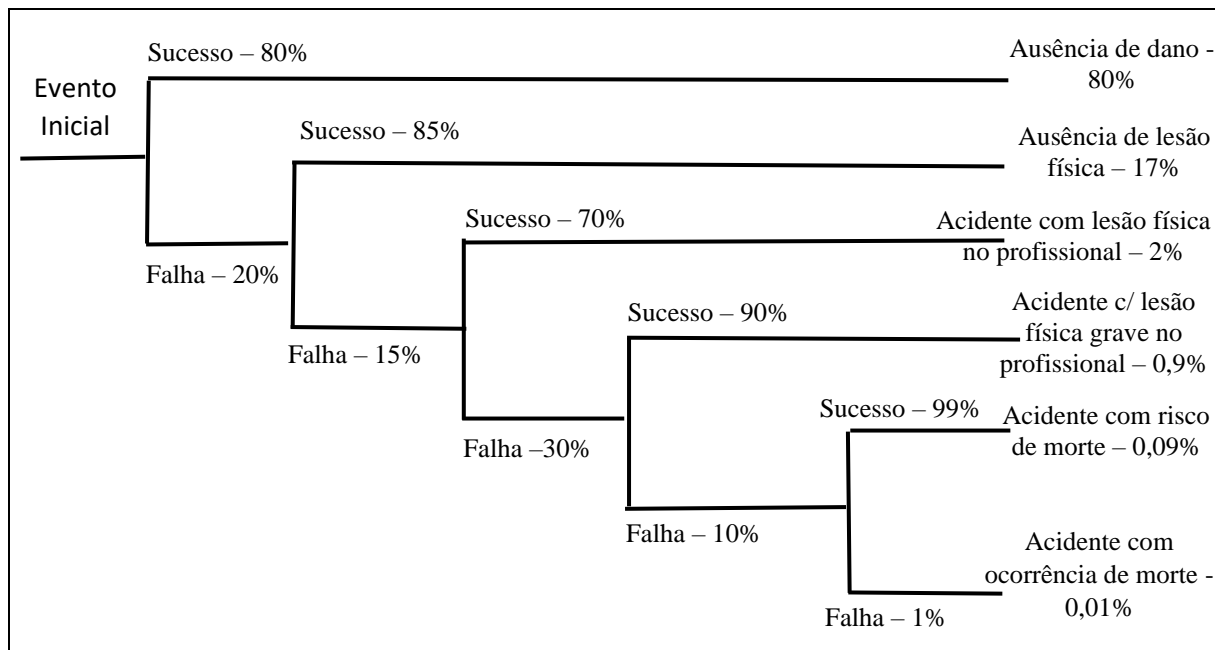 Sucesso – 80%
Ausência de dano -
80%
Evento
Inicial
Sucesso – 85%
Ausência de lesão
física – 17%
Falha – 20%
Sucesso – 70%
Acidente com lesão física
no profissional – 2%
Falha – 15%
Sucesso – 90%
Acidente c/ lesão
física grave no
profissional – 0,9%
Falha –30%
Sucesso – 99%
Acidente com risco
de morte – 0,09%
Falha – 10%
Acidente com
ocorrência de morte -
0,01%
Falha – 1%